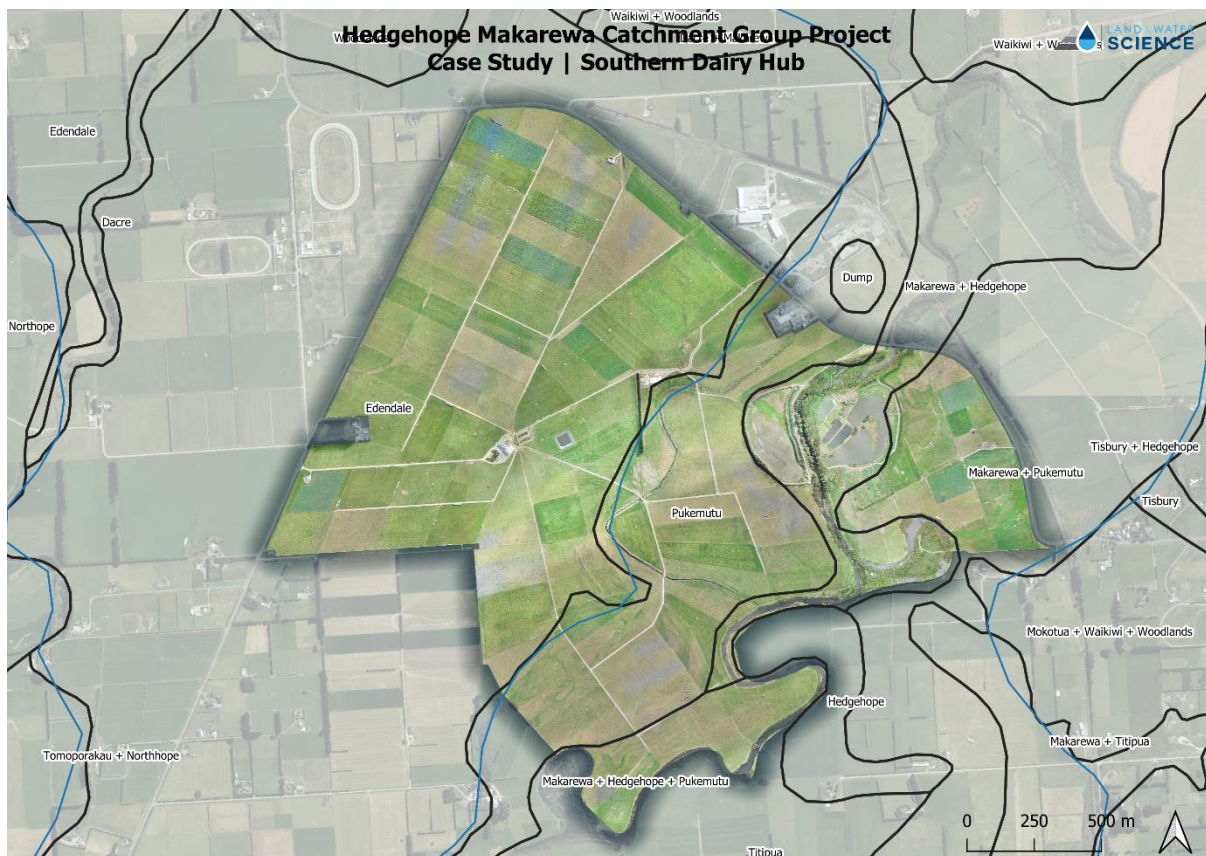 Waikiwi + Woodlands
Hedgehope Makarewa Catchment Group Project
Case Study | Southern Dairy Hub
LAND & WATER
SCIENCE
Edendale
Dacre
Dump
Makarewa + Hedgehope
Northope
Edendale
Makarewa + Pukemutu
Tisbury + Hedgehope
Tisbury
Pukemutu
Mokotua + Waikiwi + Woodlands
Hedgehope
Makarewa + Titipua
Tomoporakau + Northhope
Makarewa + Hedgehope + Pukemutu
0 250 500 m
Titipua